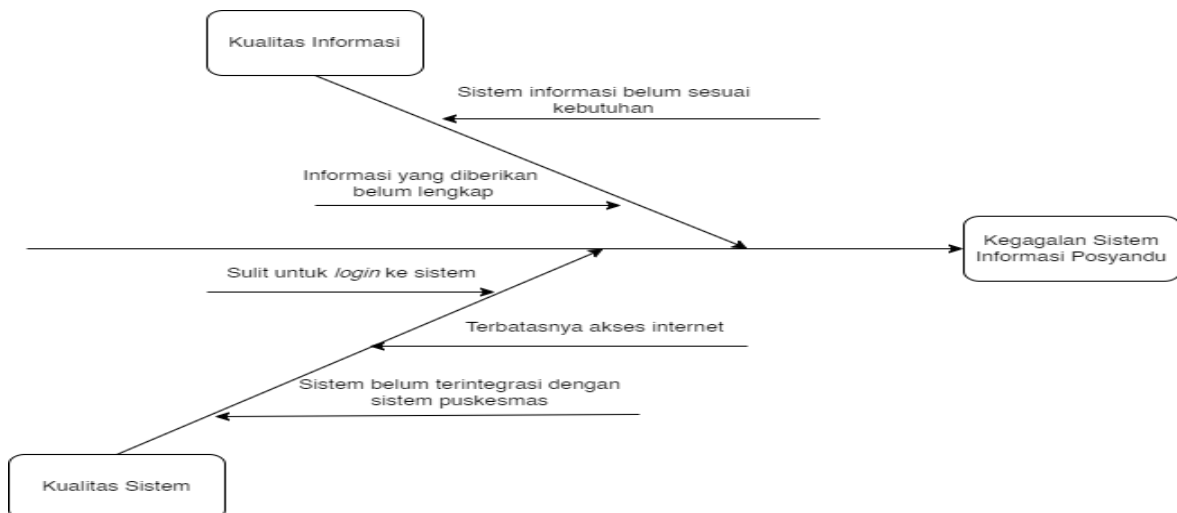 Kualitas Informasi
Sistem informasi belum sesuai
kebutuhan
Informasi yang diberikan
belum lengkap
Kegagalan Sistem
Informasi Posyandu
Sulit untuk login ke sistem
Terbatasnya akses internet
Sistem belum terintegrasi dengan
sistem puskesmas
Kualitas Sistem